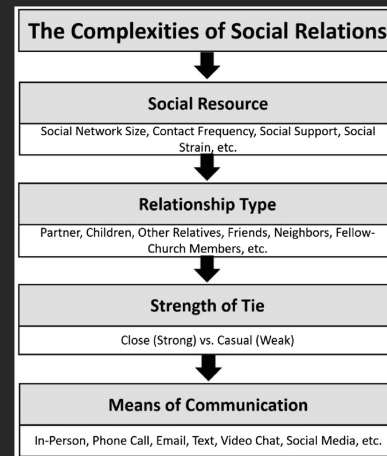 The Complexities of Social Relations
Social Resource
Social Network Size, Contact Frequency, Social Support, Social
Strain, etc.
Relationship Type
Partner, Children, Other Relatives, Friends, Neighbors, Fellow-
Church Members, etc.
Strength of Tie
Close (Strong) vs. Casual (Weak)
Means of Communication
In-Person, Phone Call, Email, Text, Video Chat, Social Media, etc.